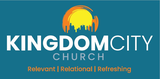 KINGDOMCITY
CHURCH
Relevant | Relational | Refreshing